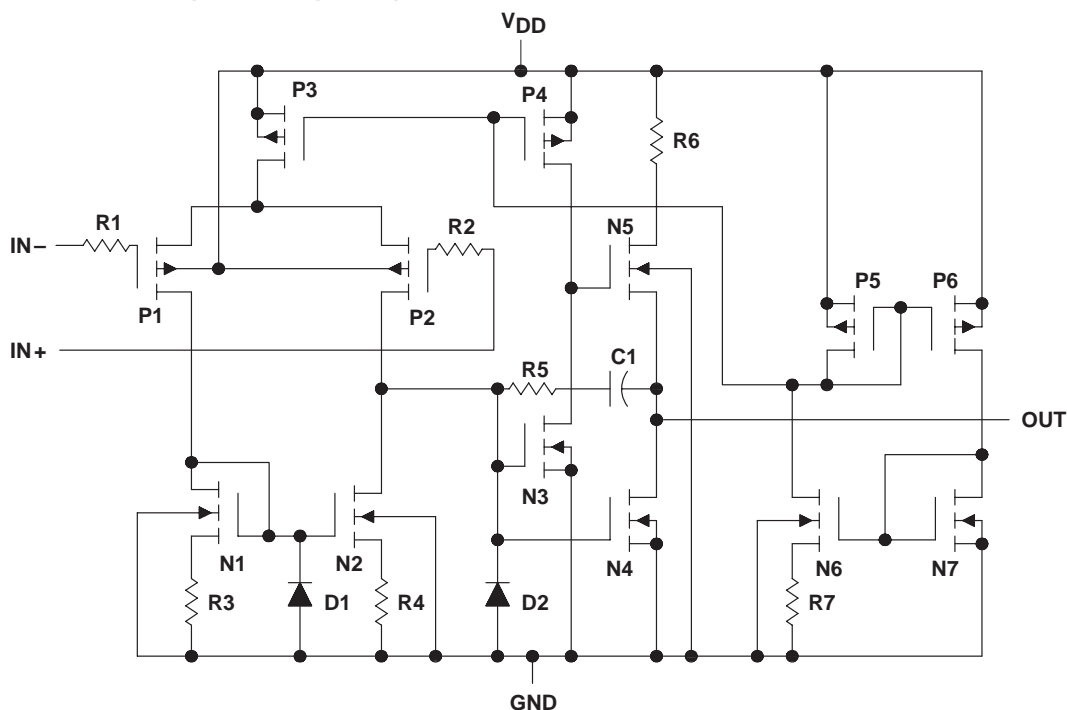 VDD
P3
P4
R6
R1
R2
N5
IN−
P5
P6
P1
P2
IN+
R5
C1
OUT
N3
N1
N2
N4
N6
N7
R3
D1
R4
D2
R7
GND